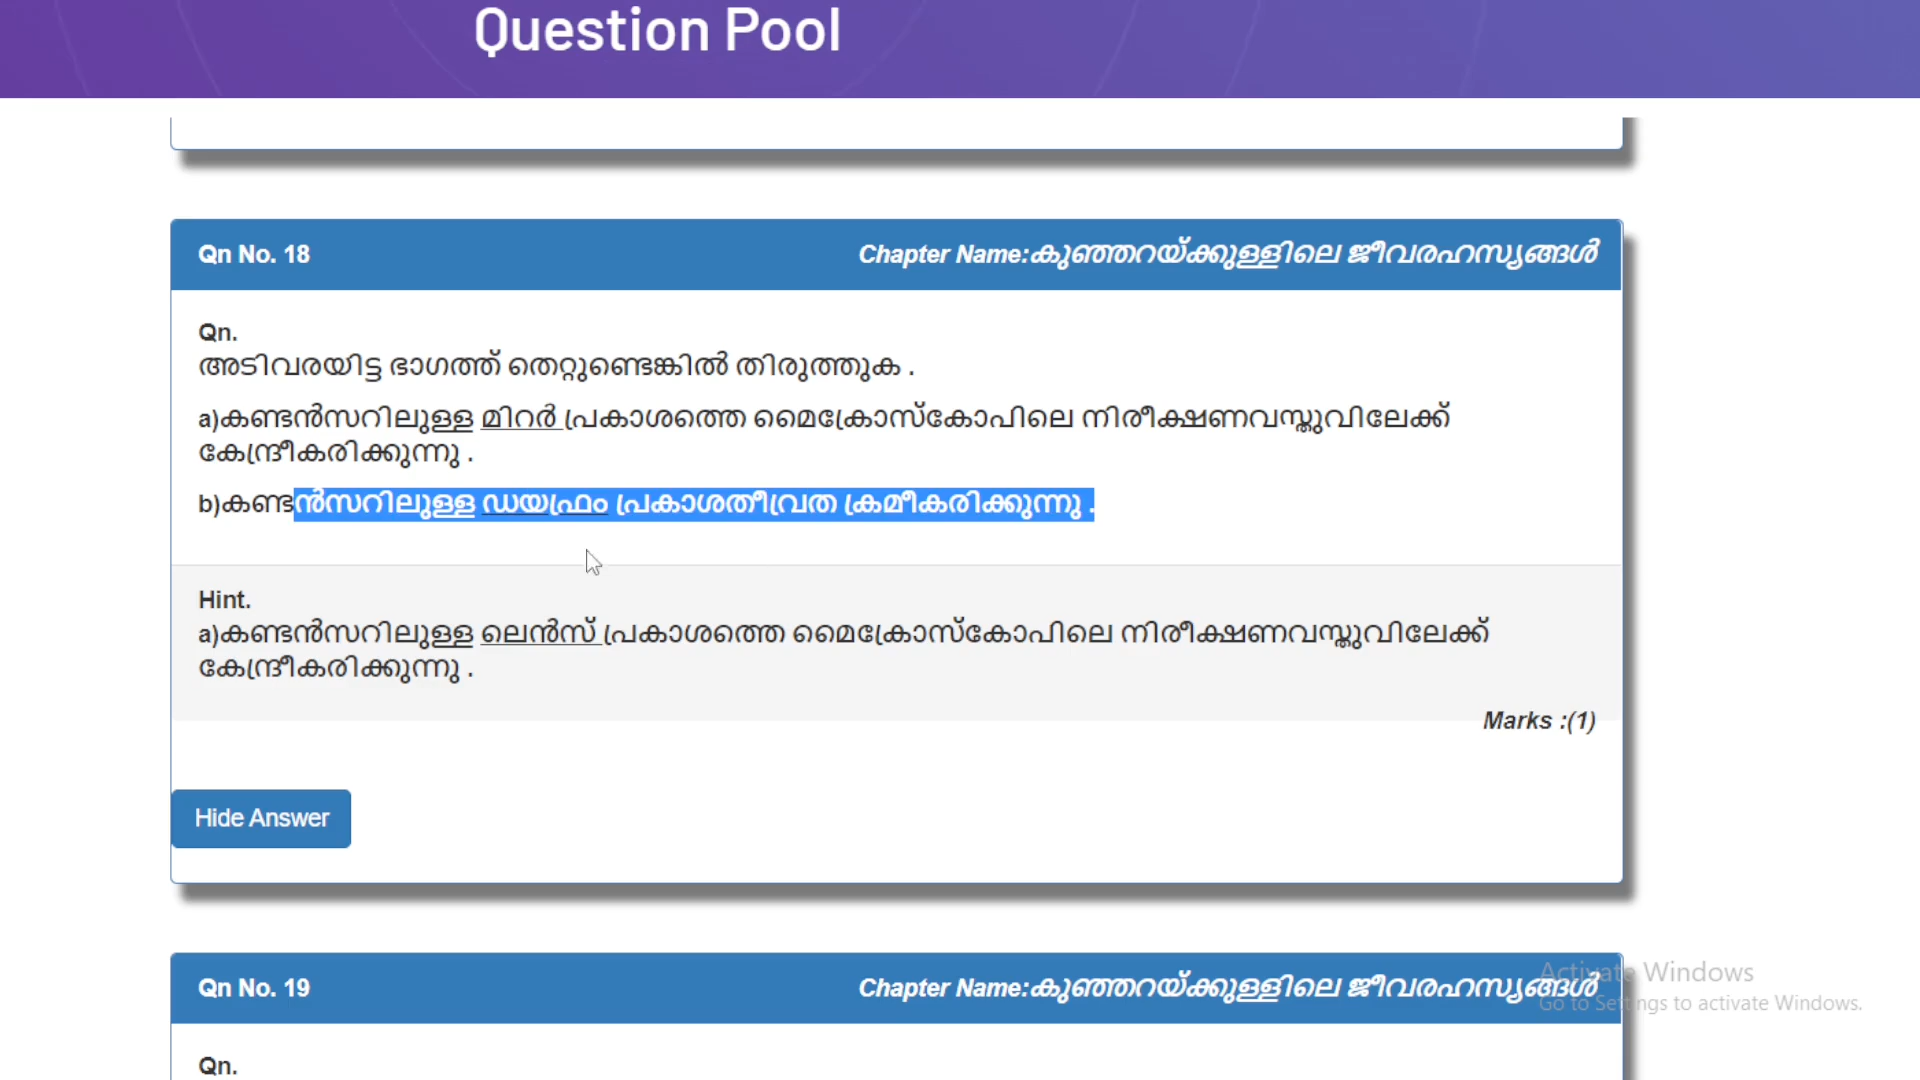 Question Pool
Qn No. 18
Chapter Name:കുഞ്ഞറയ്ക്കുള്ളിലെ ജീവരഹസ്യങ്ങൾ
Qn.
അടിവരയിട്ട ഭാഗത്ത് തെറ്റുണ്ടെങ്കിൽ തിരുത്തുക .
a)കണ്ടൻസറിലുള്ള മിറർ പ്രകാശത്തെ മൈക്രോസ്കോപിലെ നിരീക്ഷണവസ്തുവിലേക്ക്
കേന്ദ്രീകരിക്കുന്നു .
b)കണ്ടൻസറിലുള്ള ഡയഫ്രം പ്രകാശതീവ്രത ക്രമീകരിക്കുന്നു .
Hint.
a)കണ്ടൻസറിലുള്ള ലെൻസ് പ്രകാശത്തെ മൈക്രോസ്കോപിലെ നിരീക്ഷണവസ്തുവിലേക്ക്
കേന്ദ്രീകരിക്കുന്നു .
Marks :(1)
Hide Answer
Qn No. 19
Chapter Name:കുഞ്ഞറയ്ക്കുള്ളിലെ ജീവരഹസ്യങ്ങൾ
Activate Windows
Go to Settings to activate Windows.
Qn.